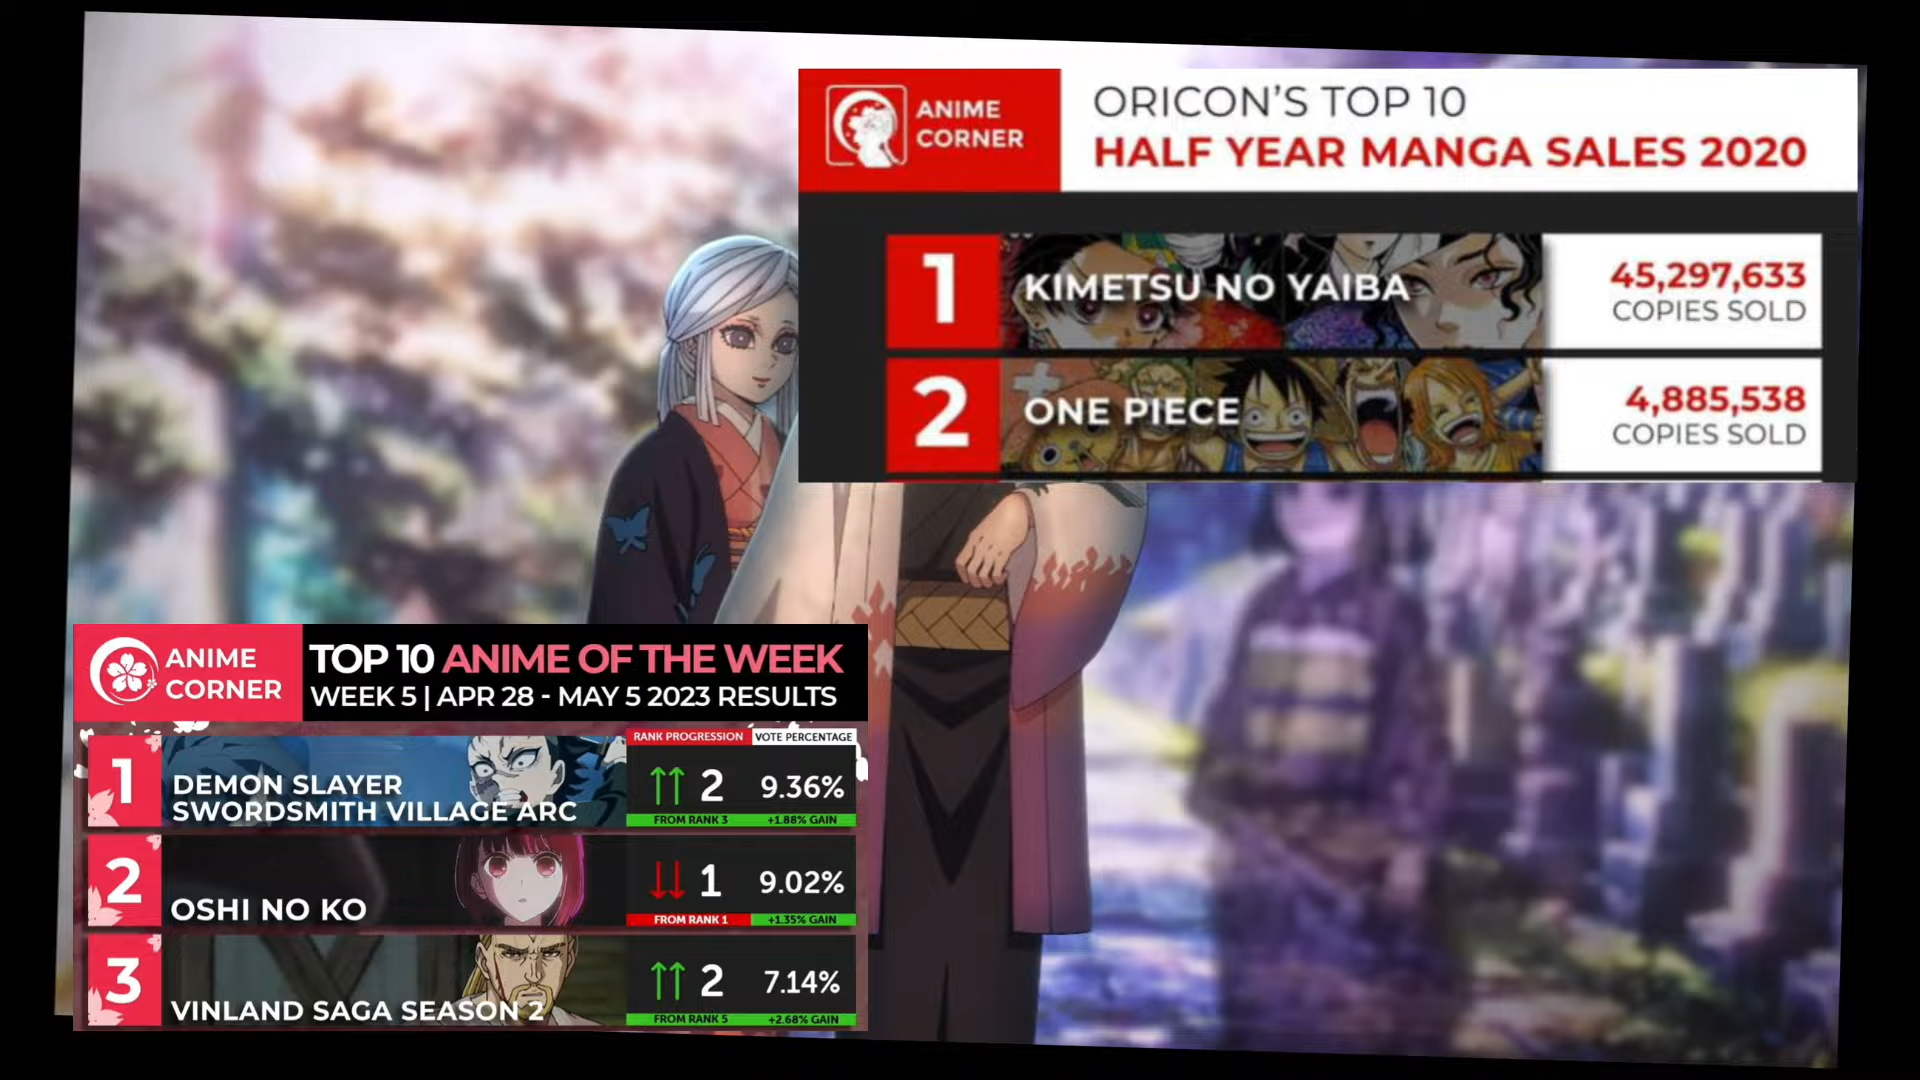 ANIME
CORNER
ORICON'S TOP 10
HALF YEAR MANGA SALES 2020
1
KIMETSU NO YAIBA
45,297,633
COPIES SOLD
2
ONE PIECE
4,885,538
COPIES SOLD
ANIME
CORNER
TOP 10 ANIME OF THE WEEK
WEEK 5 | APR 28 - MAY 5 2023 RESULTS
RANK PROGRESSION VOTE PERCENTAGE
1
DEMON SLAYER
SWORDSMITH VILLAGE ARC
↑↑ 2 9.36%
FROM RANK 3 +1.88% GAIN
2
OSHI NO KO
↓↓ 1 9.02%
FROM RANK 1 +1.35% GAIN
3
VINLAND SAGA SEASON 2
↑↑ 2 7.14%
FROM RANK 5 +2.68% GAIN